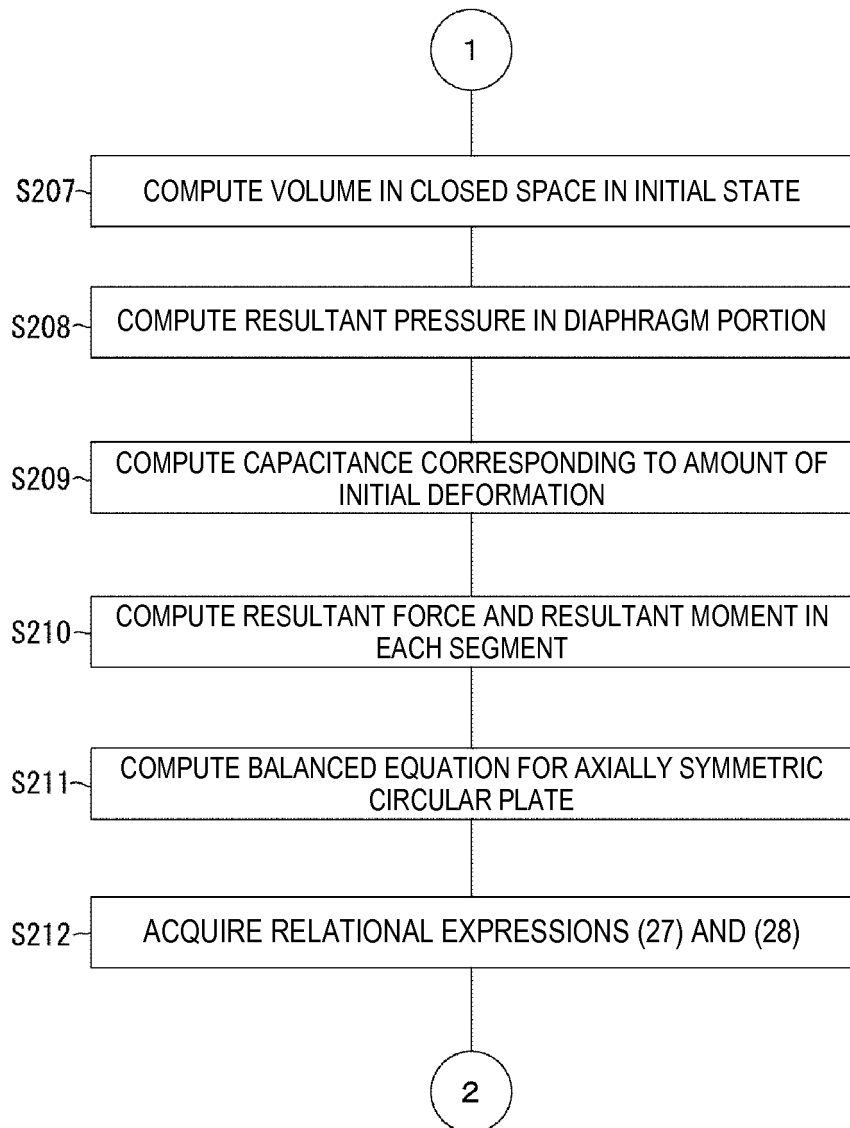 1
S207 COMPUTE VOLUME IN CLOSED SPACE IN INITIAL STATE
S208 COMPUTE RESULTANT PRESSURE IN DIAPHRAGM PORTION
S209 COMPUTE CAPACITANCE CORRESPONDING TO AMOUNT OF
INITIAL DEFORMATION
S210 COMPUTE RESULTANT FORCE AND RESULTANT MOMENT IN
EACH SEGMENT
S211 COMPUTE BALANCED EQUATION FOR AXIALLY SYMMETRIC
CIRCULAR PLATE
S212 ACQUIRE RELATIONAL EXPRESSIONS (27) AND (28)
2